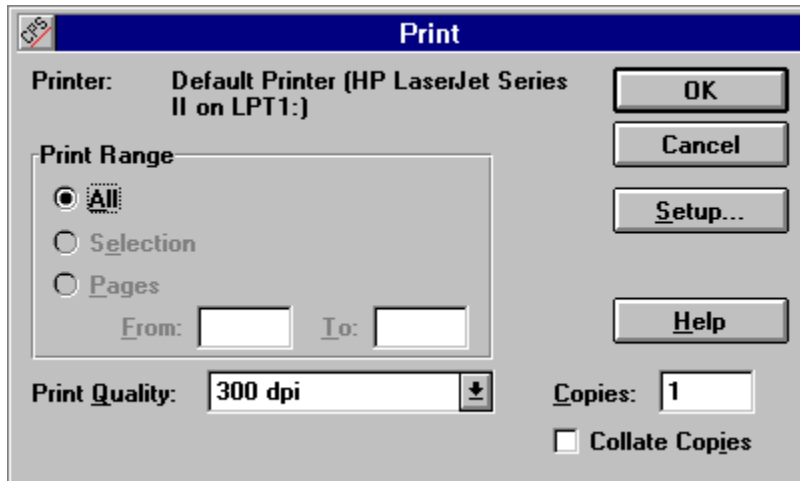 CPS
Print
Printer: Default Printer (HP LaserJet Series
II on LPT1:)
OK
Cancel
Print Range
All
Setup...
Selection
Pages
From: To:
Help
Print Quality: 300 dpi
Copies: 1
Collate Copies